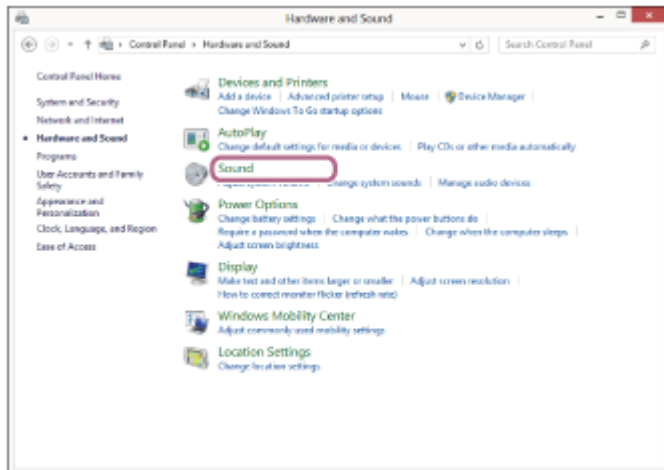 Hardware and Sound
Control Panel ▸ Hardware and Sound
Search Control Panel
Control Panel Home
System and Security
Network and Internet
Hardware and Sound
Programs
User Accounts and Family
Safety
Appearance and
Personalization
Clock, Language, and Region
Ease of Access
Devices and Printers
Add a device | Advanced printer setup | Mouse | Device Manager
Change Windows To Go startup options
AutoPlay
Change default settings for media or devices | Play CDs or other media automatically
Sound
Adjust system volume | Change system sounds | Manage audio devices
Power Options
Change battery settings | Change what the power buttons do
Require a password when the computer wakes | Change when the computer sleeps
Adjust screen brightness
Display
Make text and other items larger or smaller | Adjust screen resolution
How to correct monitor flicker (refresh rate)
Windows Mobility Center
Adjust commonly used mobility settings
Location Settings
Change location settings